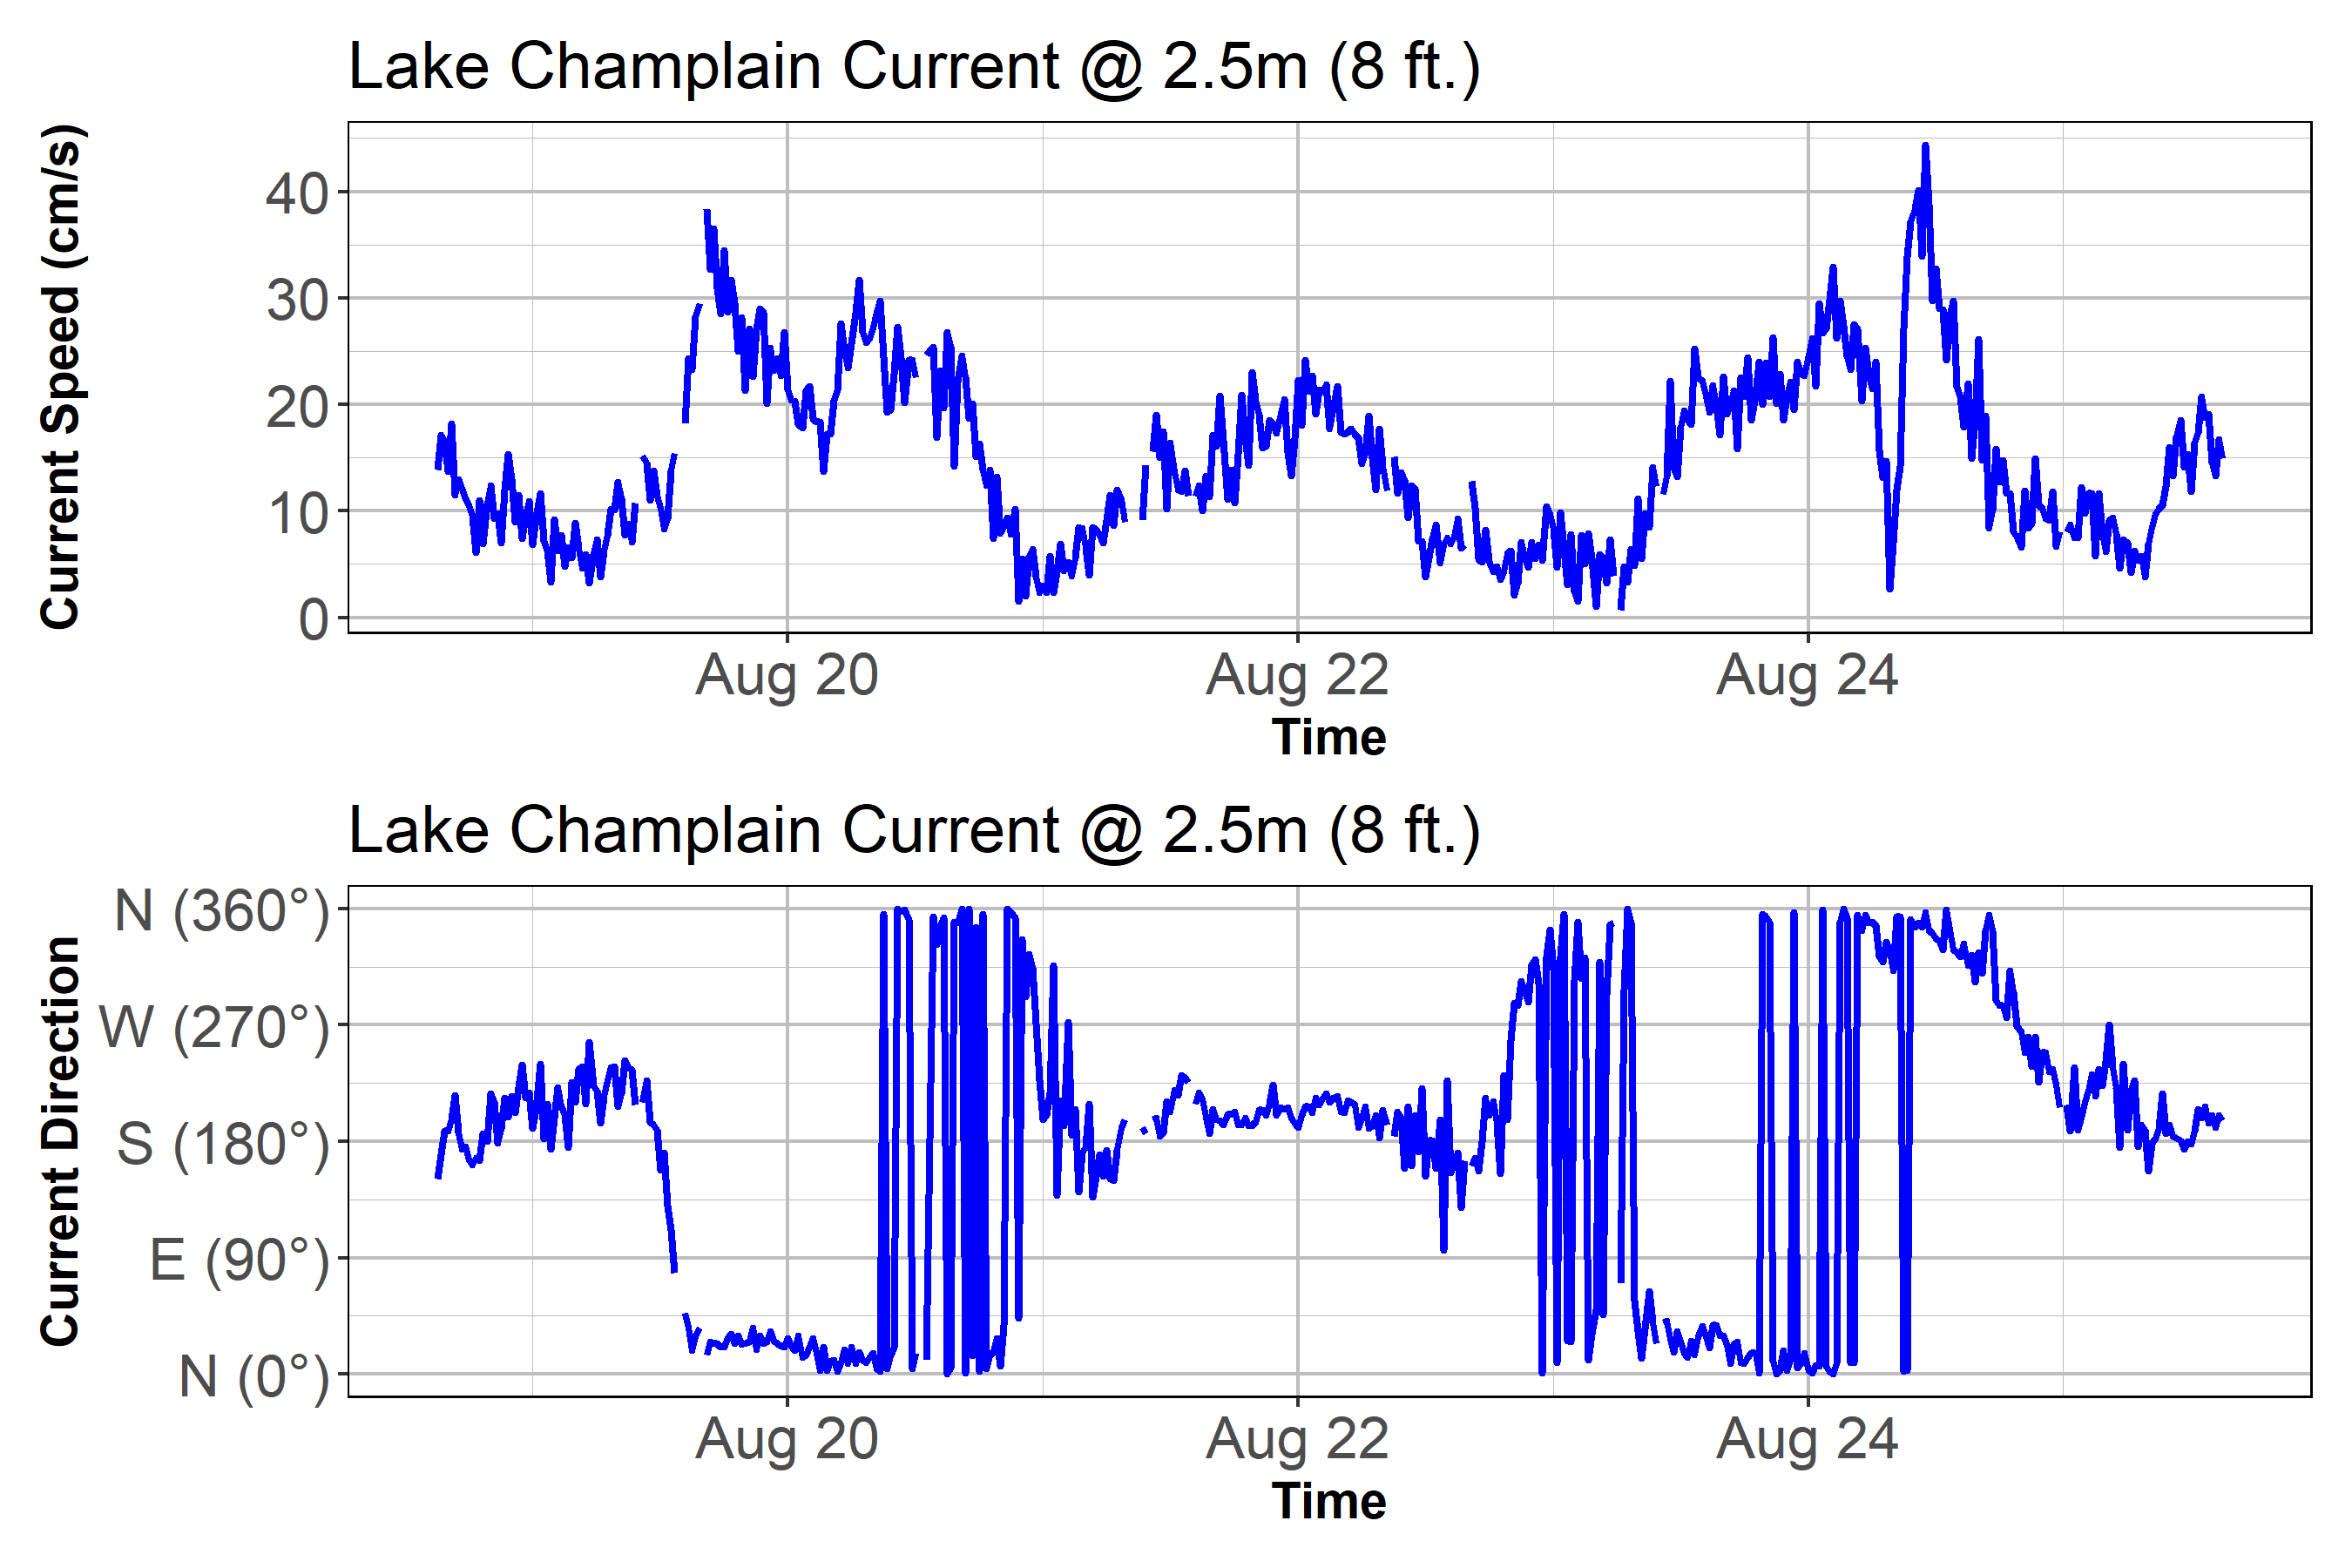 Lake Champlain Current @ 2.5m (8 ft.)
Current Speed (cm/s)
40
30
20
10
0
Aug 20 Aug 22 Aug 24
Time
Lake Champlain Current @ 2.5m (8 ft.)
Current Direction
N (360°)
W (270°)
S (180°)
E (90°)
N (0°)
Aug 20 Aug 22 Aug 24
Time